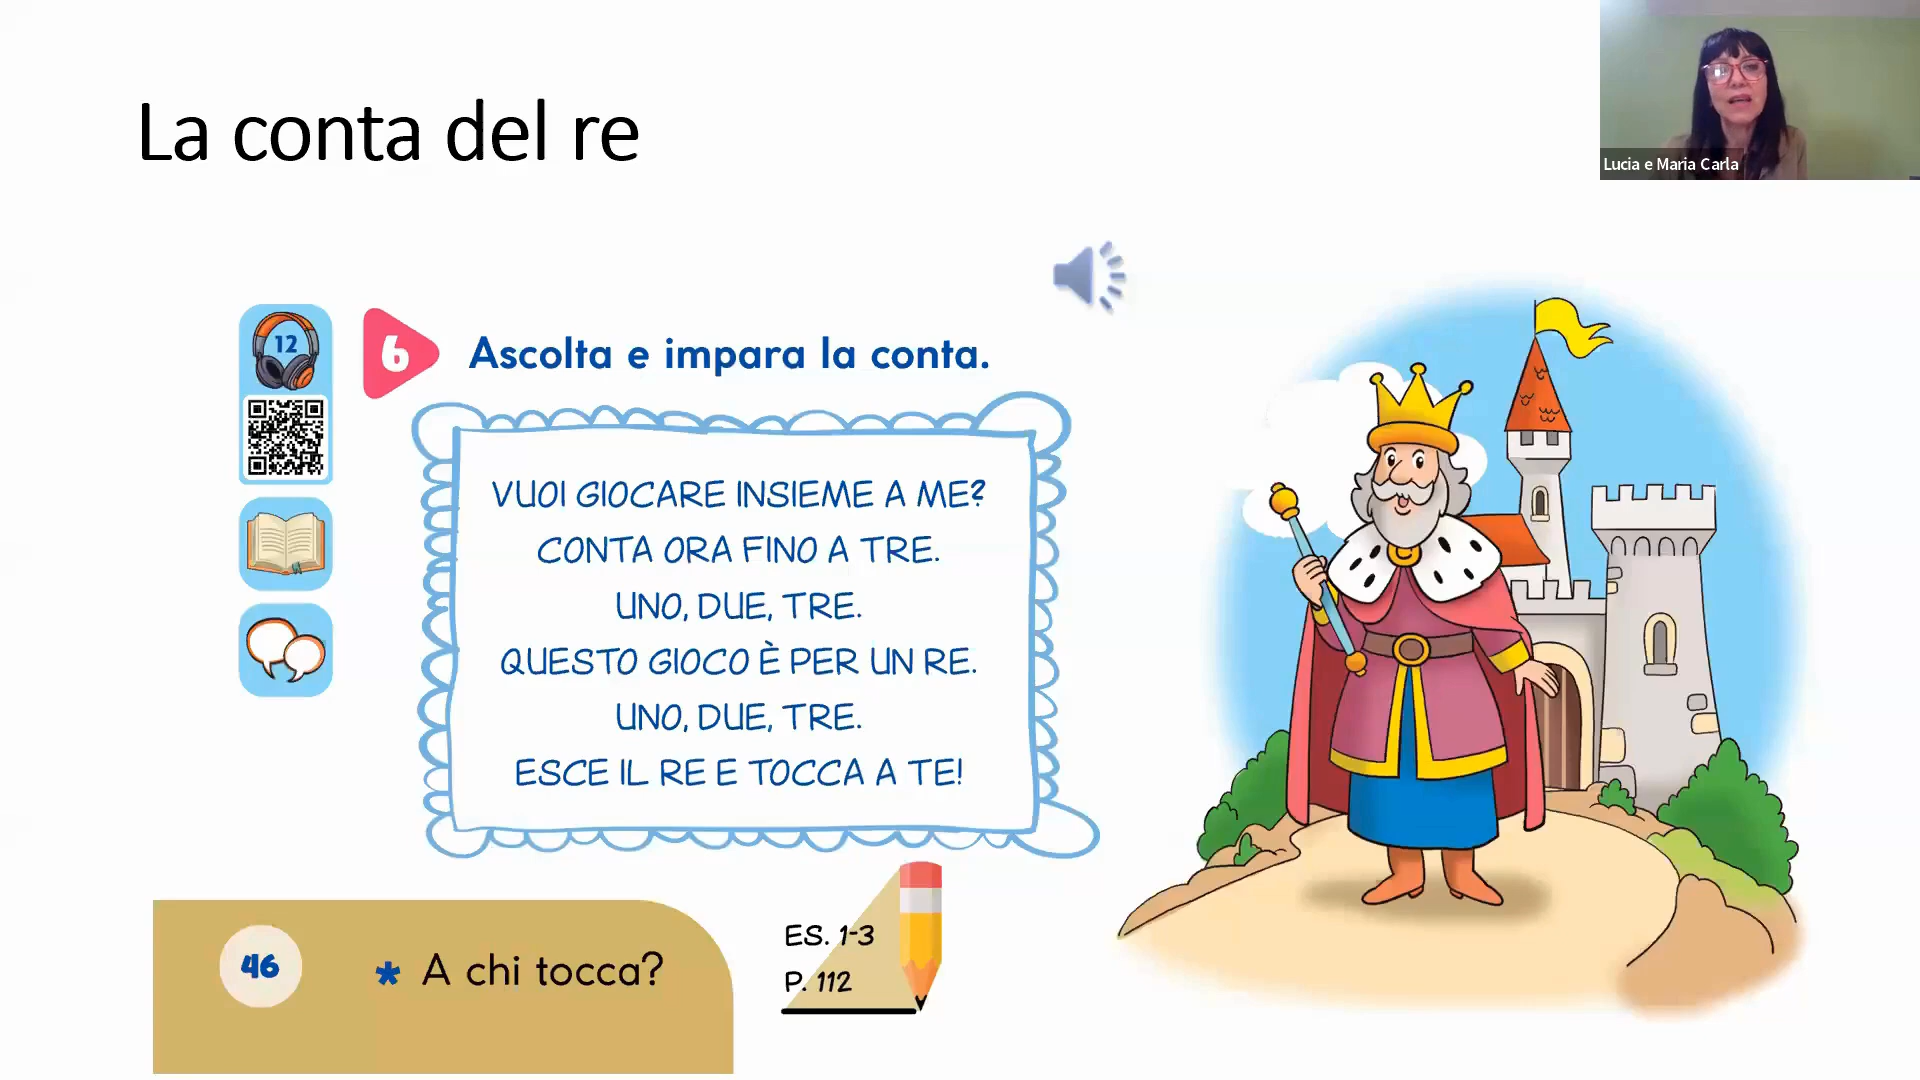 La conta del re
Lucia e Maria Carla
12
6
Ascolta e impara la conta.
VUOI GIOCARE INSIEME A ME?
CONTA ORA FINO A TRE.
UNO, DUE, TRE.
QUESTO GIOCO È PER UN RE.
UNO, DUE, TRE.
ESCE IL RE E TOCCA A TE!
46
* A chi tocca?
ES. 1-3
P. 112